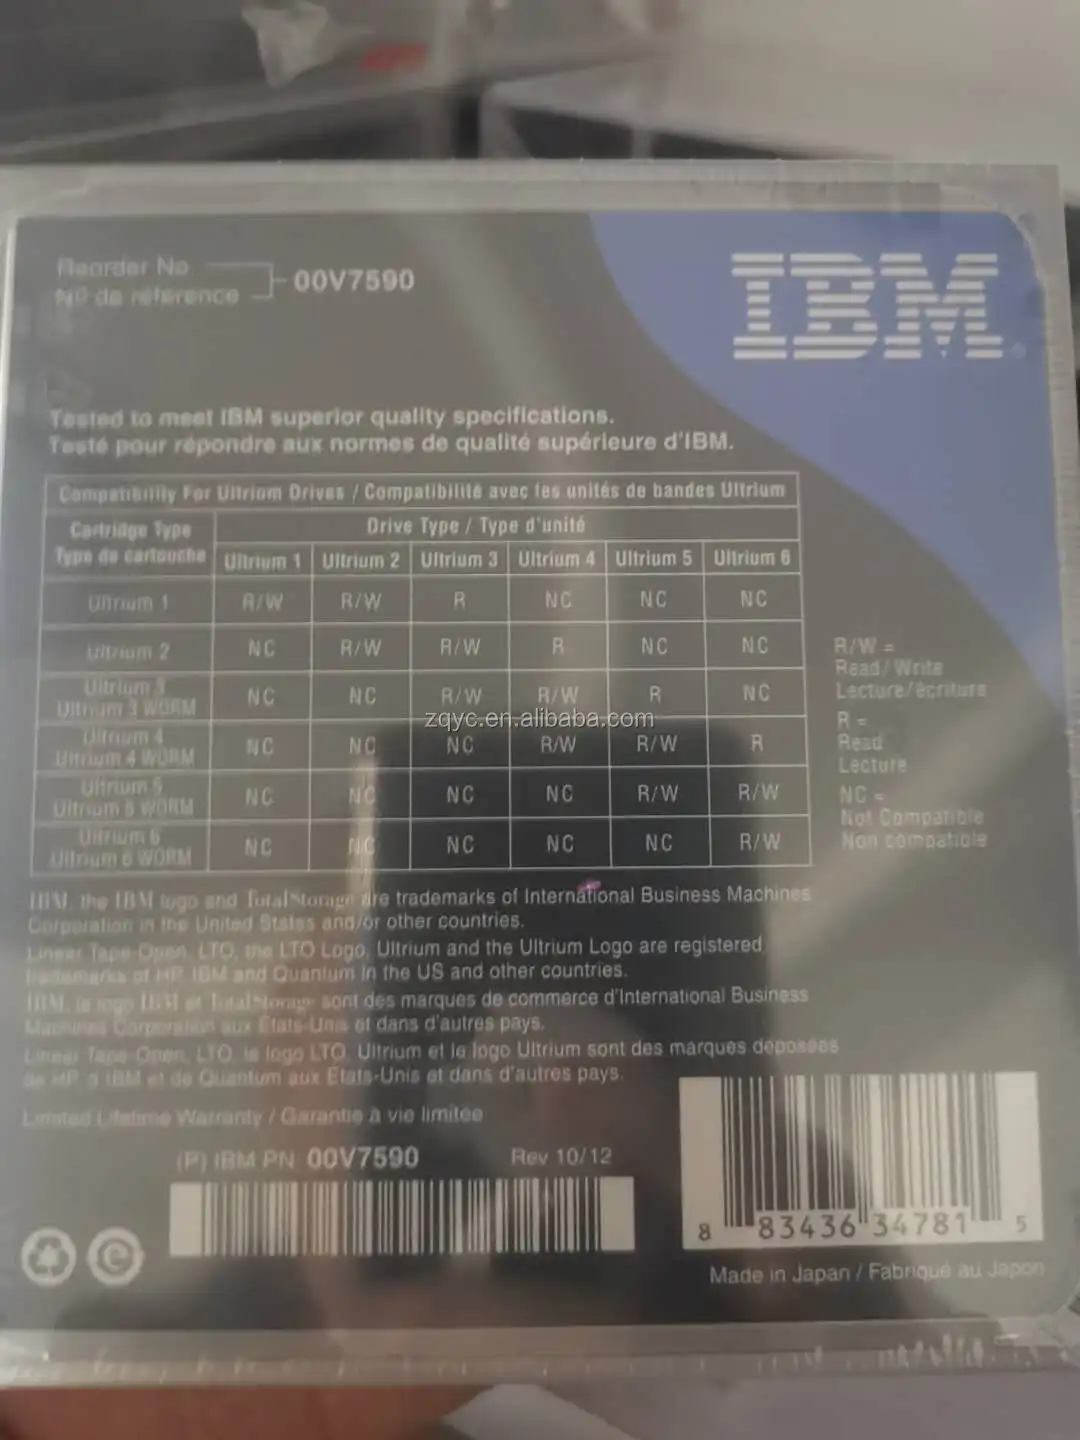 Reorder No
Nº de référence
00V7590
IBM
Tested to meet IBM superior quality specifications.
Testé pour répondre aux normes de qualité supérieure d'IBM.
Compatibility For Ultrium Drives / Compatibilité avec les unités de bandes Ultrium
Cartridge Type Drive Type / Type d'unité
Type de cartouche Ultrium 1 Ultrium 2 Ultrium 3 Ultrium 4 Ultrium 5 Ultrium 6
Ultrium 1 R/W R/W R NC NC NC
Ultrium 2 NC R/W R/W R NC NC
Ultrium 3
Ultrium 3 WORM NC NC R/W R/W R NC
Ultrium 4
Ultrium 4 WORM NC NC NC R/W R/W R
Ultrium 5
Ultrium 5 WORM NC NC NC NC R/W R/W
Ultrium 6
Ultrium 6 WORM NC NC NC NC NC R/W
R/W =
Read/Write
Lecture/écriture
R =
Read
Lecture
NC =
Not Compatible
Non compatible
zqyc.en.alibaba.com
IBM, the IBM logo and TotalStorage are trademarks of International Business Machines
Corporation in the United States and/or other countries.
Linear Tape-Open, LTO, the LTO Logo, Ultrium and the Ultrium Logo are registered
trademarks of HP, IBM and Quantum in the US and other countries.
IBM, le logo IBM et TotalStorage sont des marques de commerce d'International Business
Machines Corporation aux États-Unis et dans d'autres pays.
Linear Tape-Open, LTO, le logo LTO, Ultrium et le logo Ultrium sont des marques déposées
de HP, d'IBM et de Quantum aux États-Unis et dans d'autres pays.
Limited Lifetime Warranty / Garantie à vie limitée
(P) IBM PN 00V7590 Rev 10/12
8 83436 34781 5
Made in Japan / Fabriqué au Japon